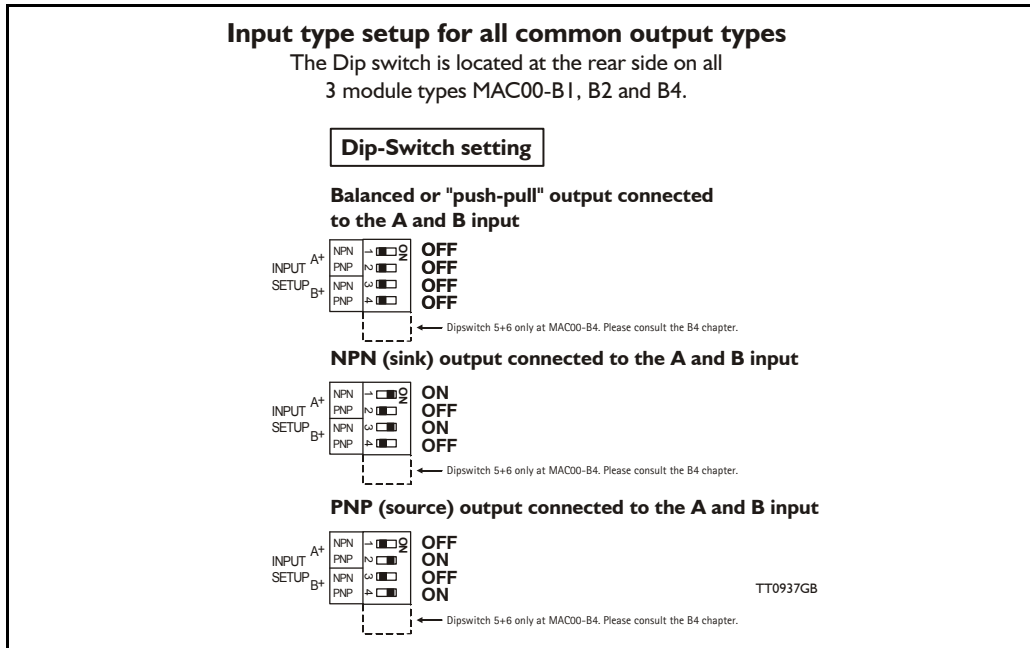 Input type setup for all common output types
The Dip switch is located at the rear side on all
3 module types MAC00-B1, B2 and B4.
Dip-Switch setting
Balanced or "push-pull" output connected
to the A and B input
INPUT SETUP A+ B+
NPN 1 ON OFF
PNP 2 OFF
NPN 3 OFF
PNP 4 OFF
Dipswitch 5+6 only at MAC00-B4. Please consult the B4 chapter.
NPN (sink) output connected to the A and B input
INPUT SETUP A+ B+
NPN 1 ON ON
PNP 2 OFF
NPN 3 ON
PNP 4 OFF
Dipswitch 5+6 only at MAC00-B4. Please consult the B4 chapter.
PNP (source) output connected to the A and B input
INPUT SETUP A+ B+
NPN 1 ON OFF
PNP 2 ON
NPN 3 OFF
PNP 4 ON
TT0937GB
Dipswitch 5+6 only at MAC00-B4. Please consult the B4 chapter.